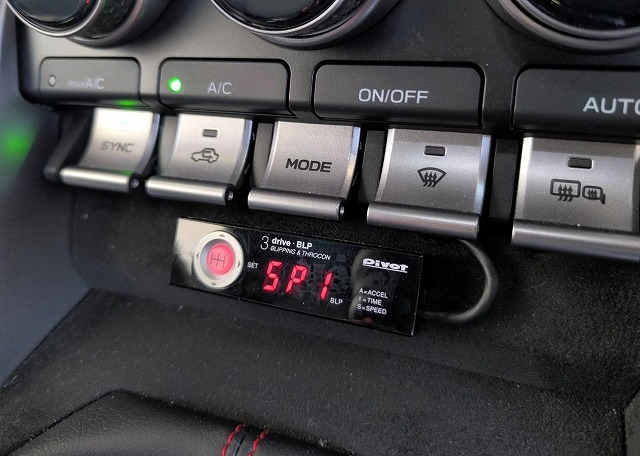 MAX A/C
A/C
ON/OFF
AUTO
SYNC
MODE
3 drive · BLP
BLIPPING & THROCON
Pivot
SET
SP1
BLP
A=ACCEL
t=TIME
S=SPEED